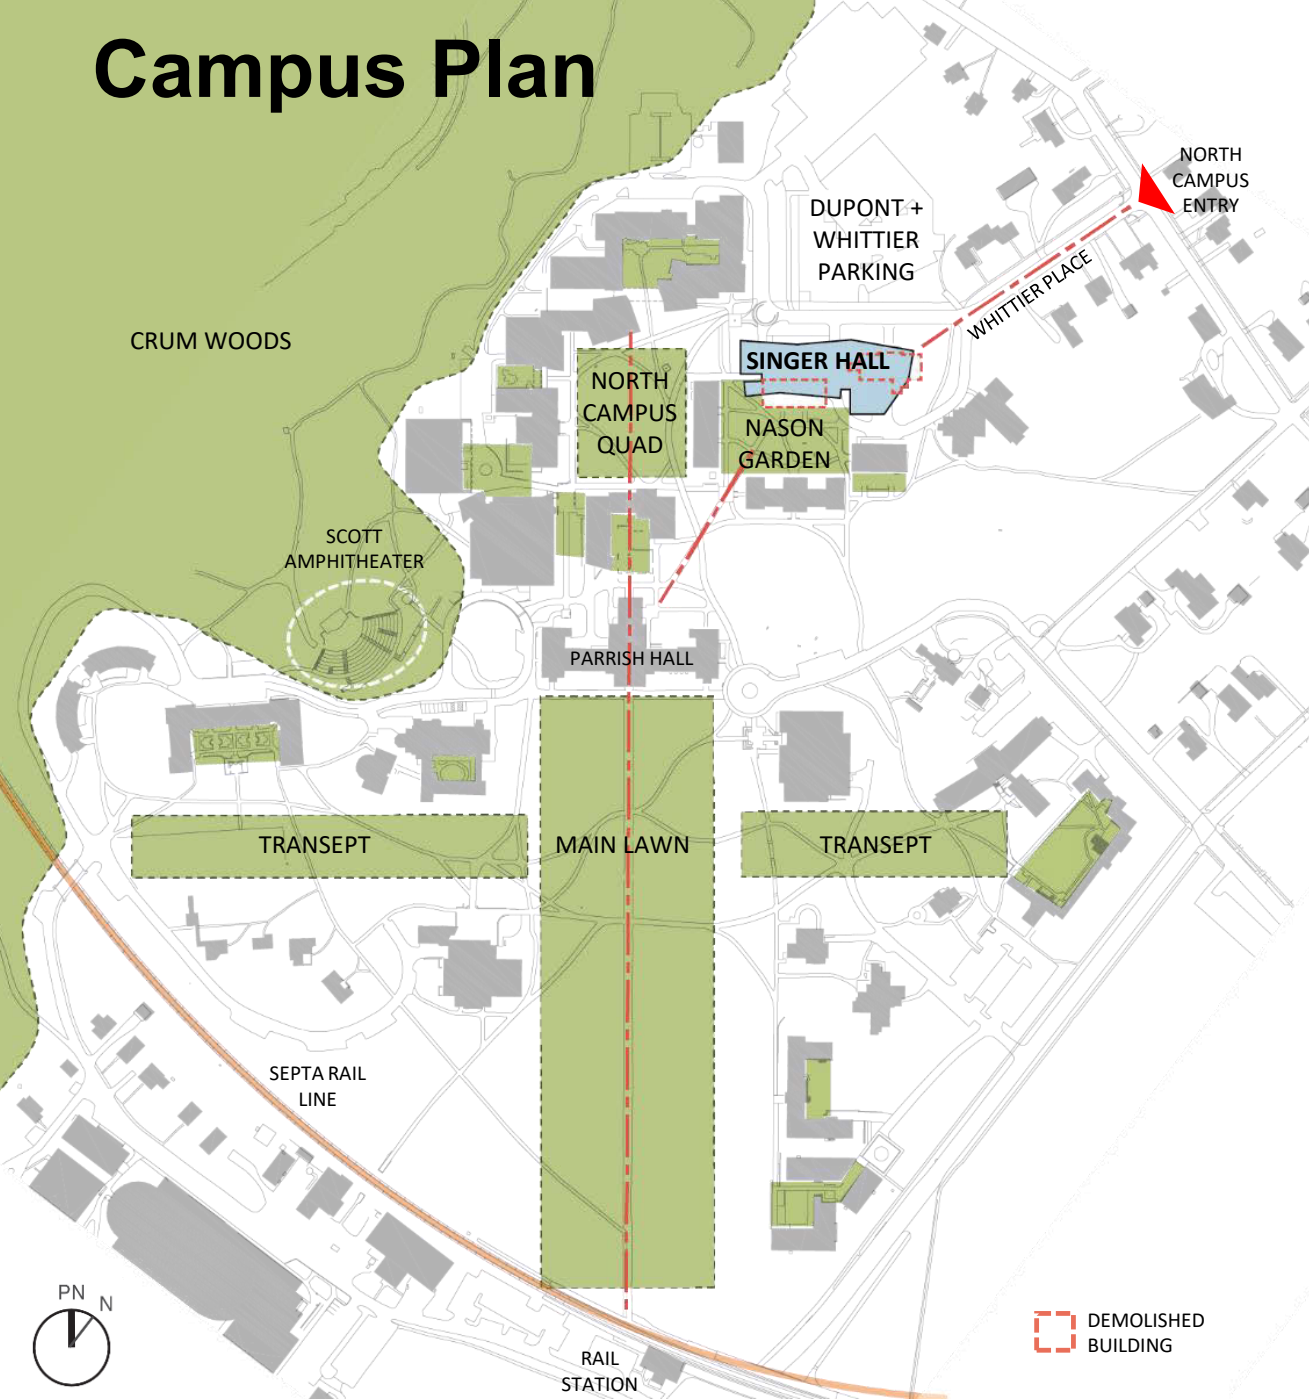 Campus Plan
NORTH
CAMPUS
ENTRY
DUPONT +
WHITTIER
PARKING
WHITTIER PLACE
CRUM WOODS
SINGER HALL
NORTH
CAMPUS
QUAD
NASON
GARDEN
SCOTT
AMPHITHEATER
PARRISH HALL
TRANSEPT
MAIN LAWN
TRANSEPT
SEPTA RAIL
LINE
PN
N
RAIL
STATION
DEMOLISHED
BUILDING